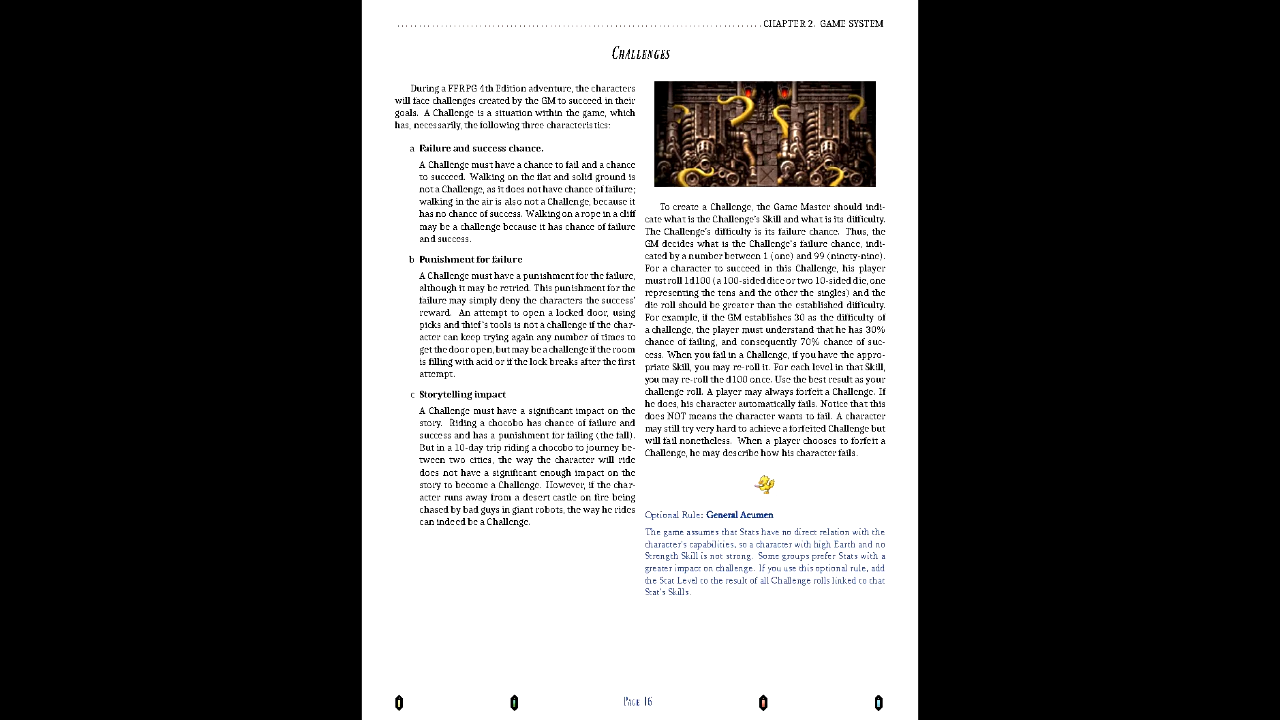 CHAPTER 2. GAME SYSTEM
CHALLENGES
During a FFRPG 4th Edition adventure, the characters
will face challenges created by the GM to succeed in their
goals. A Challenge is a situation within the game, which
has, necessarily, the following three characteristics:
a Failure and success chance.
A Challenge must have a chance to fail and a chance
to succeed. Walking on the flat and solid ground is
not a Challenge, as it does not have chance of failure;
walking in the air is also not a Challenge, because it
has no chance of success. Walking on a rope in a cliff
may be a challenge because it has chance of failure
and success.
b Punishment for failure
A Challenge must have a punishment for the failure,
although it may be retried. This punishment for the
failure may simply deny the characters the success'
reward. An attempt to open a locked door, using
picks and thief's tools is not a challenge if the char-
acter can keep trying again any number of times to
get the door open, but may be a challenge if the room
is filling with acid or if the lock breaks after the first
attempt.
c Storytelling impact
A Challenge must have a significant impact on the
story. Riding a chocobo has chance of failure and
success and has a punishment for failing (the fall).
But in a 10-day trip riding a chocobo to journey be-
tween two cities, the way the character will ride
does not have a significant enough impact on the
story to become a Challenge. However, if the char-
acter runs away from a desert castle on fire being
chased by bad guys in giant robots, the way he rides
can indeed be a Challenge.
To create a Challenge, the Game Master should indi-
cate what is the Challenge's Skill and what is its difficulty.
The Challenge's difficulty is its failure chance. Thus, the
GM decides what is the Challenge's failure chance, indi-
cated by a number between 1 (one) and 99 (ninety-nine).
For a character to succeed in this Challenge, his player
must roll 1d100 (a 100-sided dice or two 10-sided die, one
representing the tens and the other the singles) and the
die roll should be greater than the established difficulty.
For example, if the GM establishes 30 as the difficulty of
a challenge, the player must understand that he has 30%
chance of failing, and consequently 70% chance of suc-
cess. When you fail in a Challenge, if you have the appro-
priate Skill, you may re-roll it. For each level in that Skill,
you may re-roll the d100 once. Use the best result as your
challenge roll. A player may always forfeit a Challenge. If
he does, his character automatically fails. Notice that this
does NOT means the character wants to fail. A character
may still try very hard to achieve a forfeited Challenge but
will fail nonetheless. When a player chooses to forfeit a
Challenge, he may describe how his character fails.
Optional Rule: General Acumen
The game assumes that Stats have no direct relation with the
character's capabilities, so a character with high Earth and no
Strength Skill is not strong. Some groups prefer Stats with a
greater impact on challenge. If you use this optional rule, add
the Stat Level to the result of all Challenge rolls linked to that
Stat's Skills.
PAGE 16